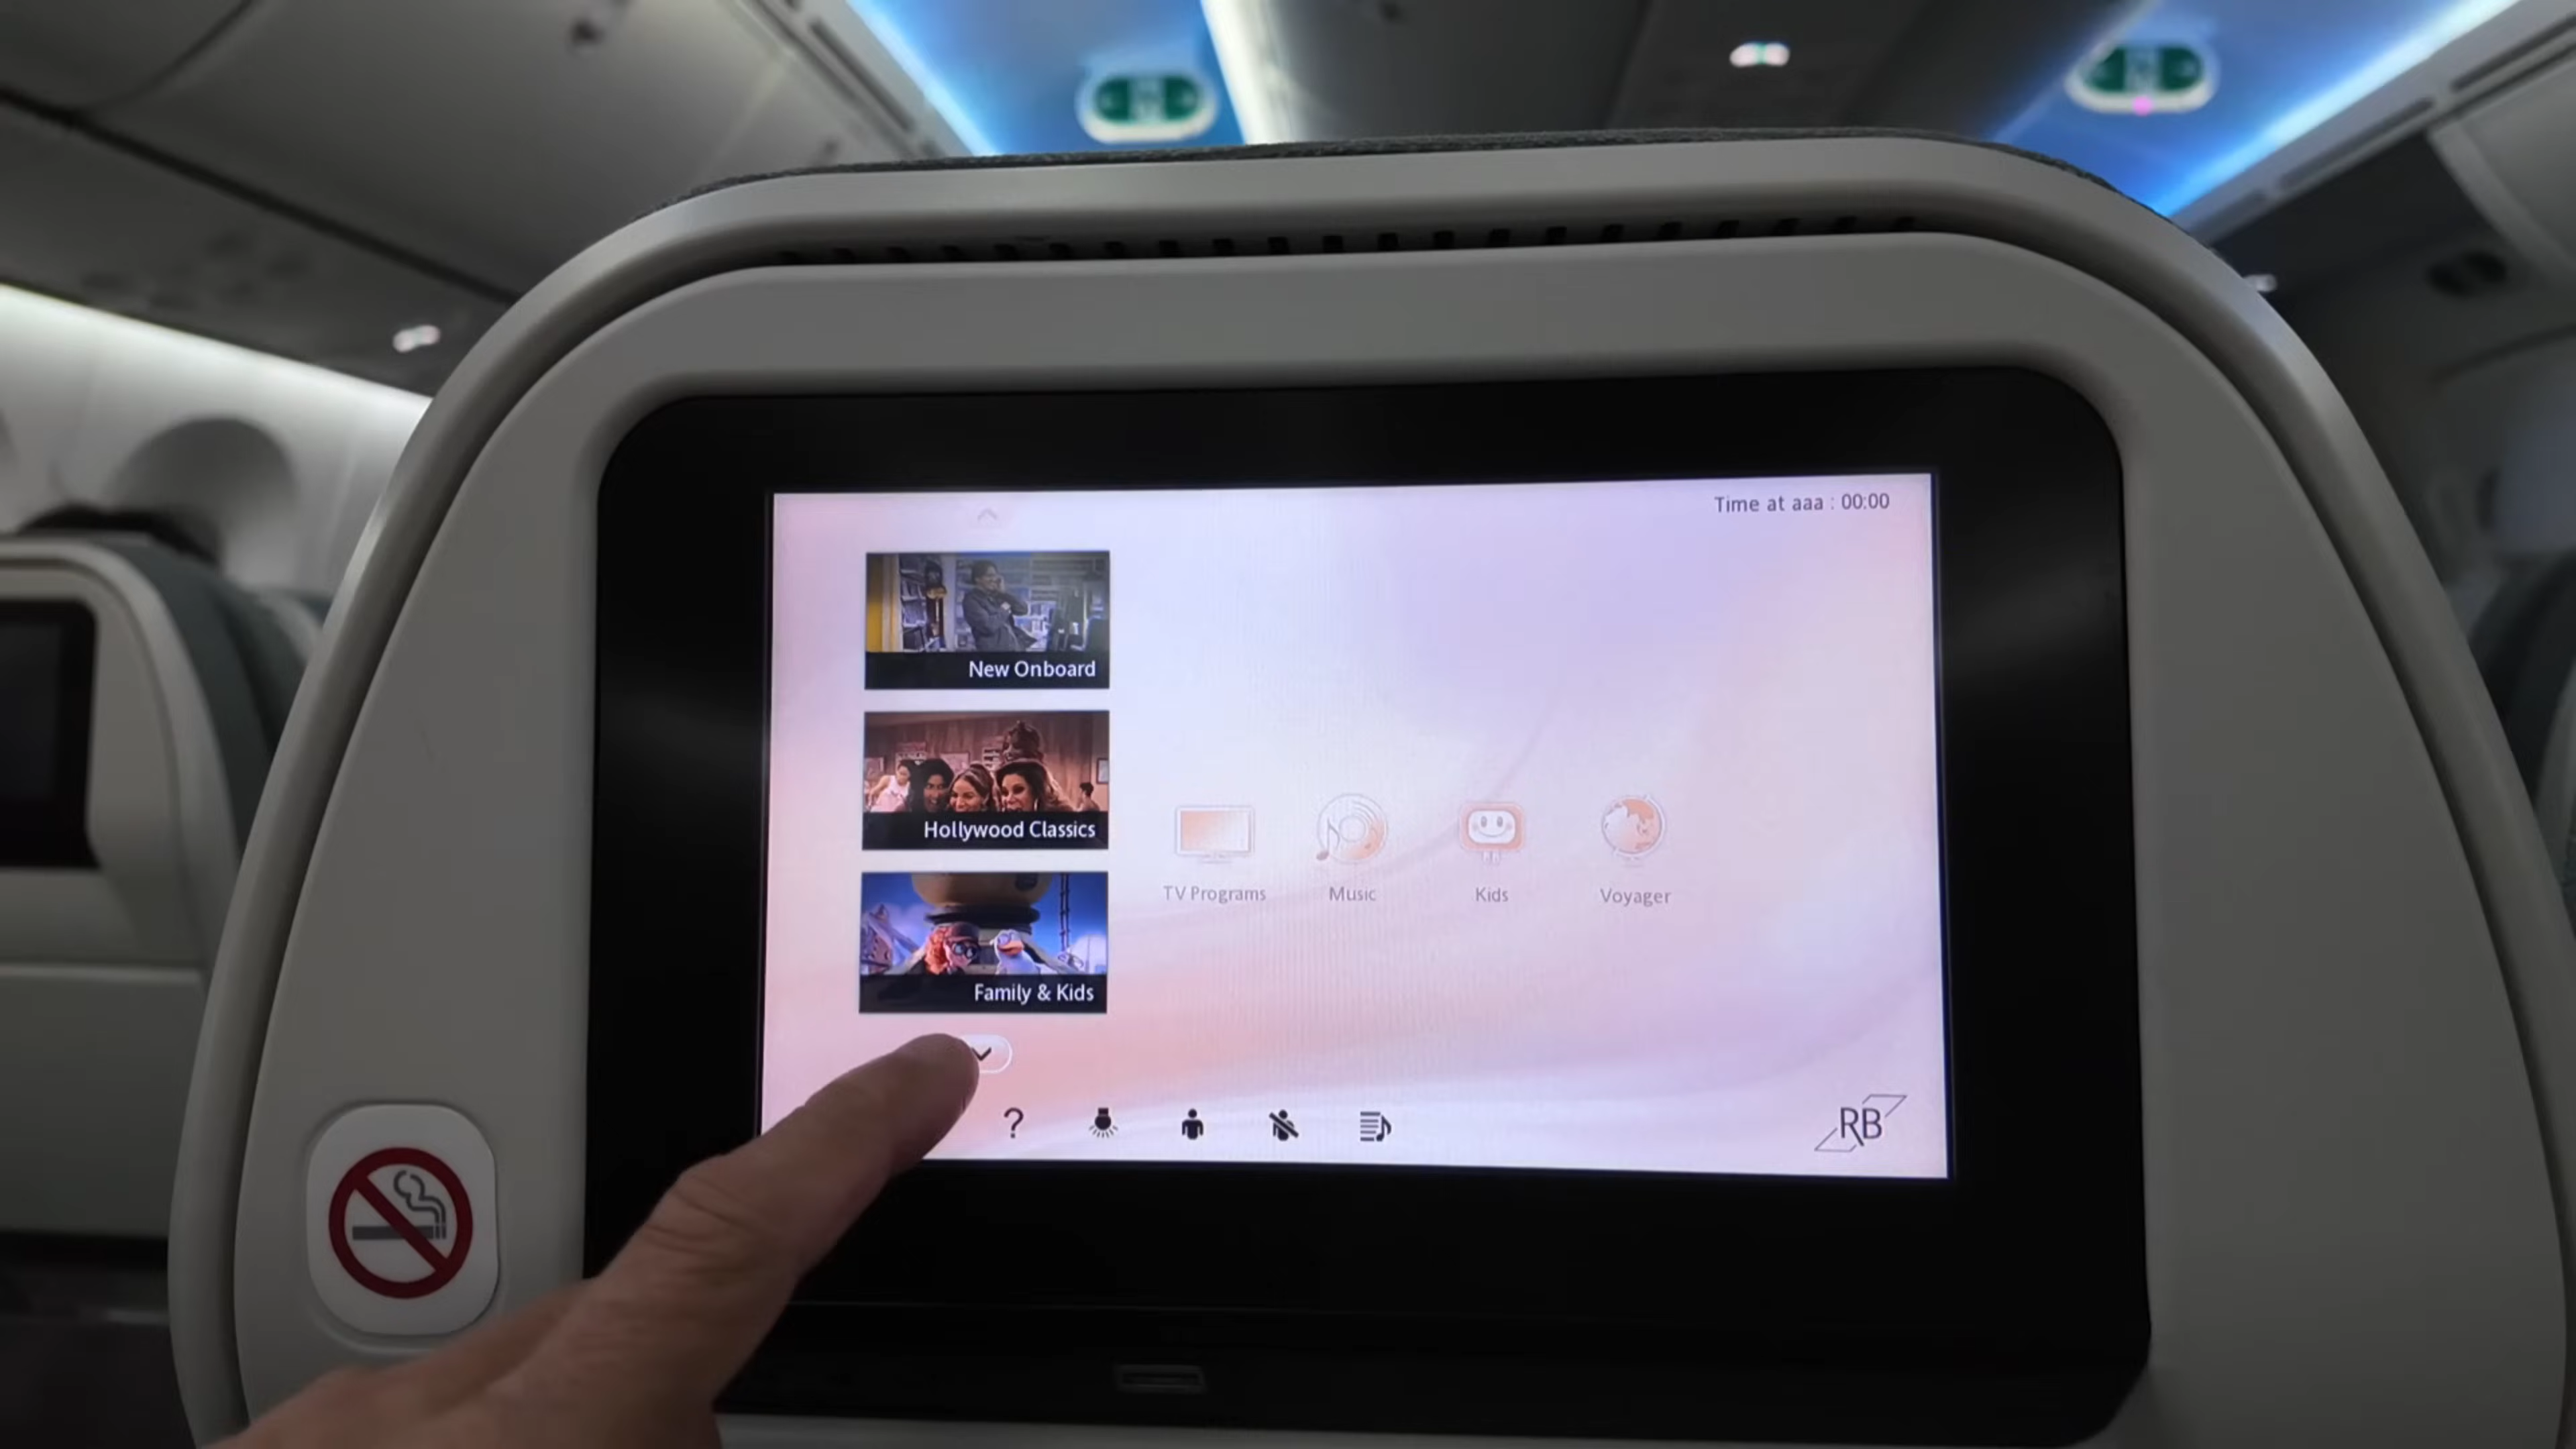 Time at aaa : 00:00
New Onboard
Hollywood Classics
Family & Kids
TV Programs
Music
Kids
Voyager
?
RB